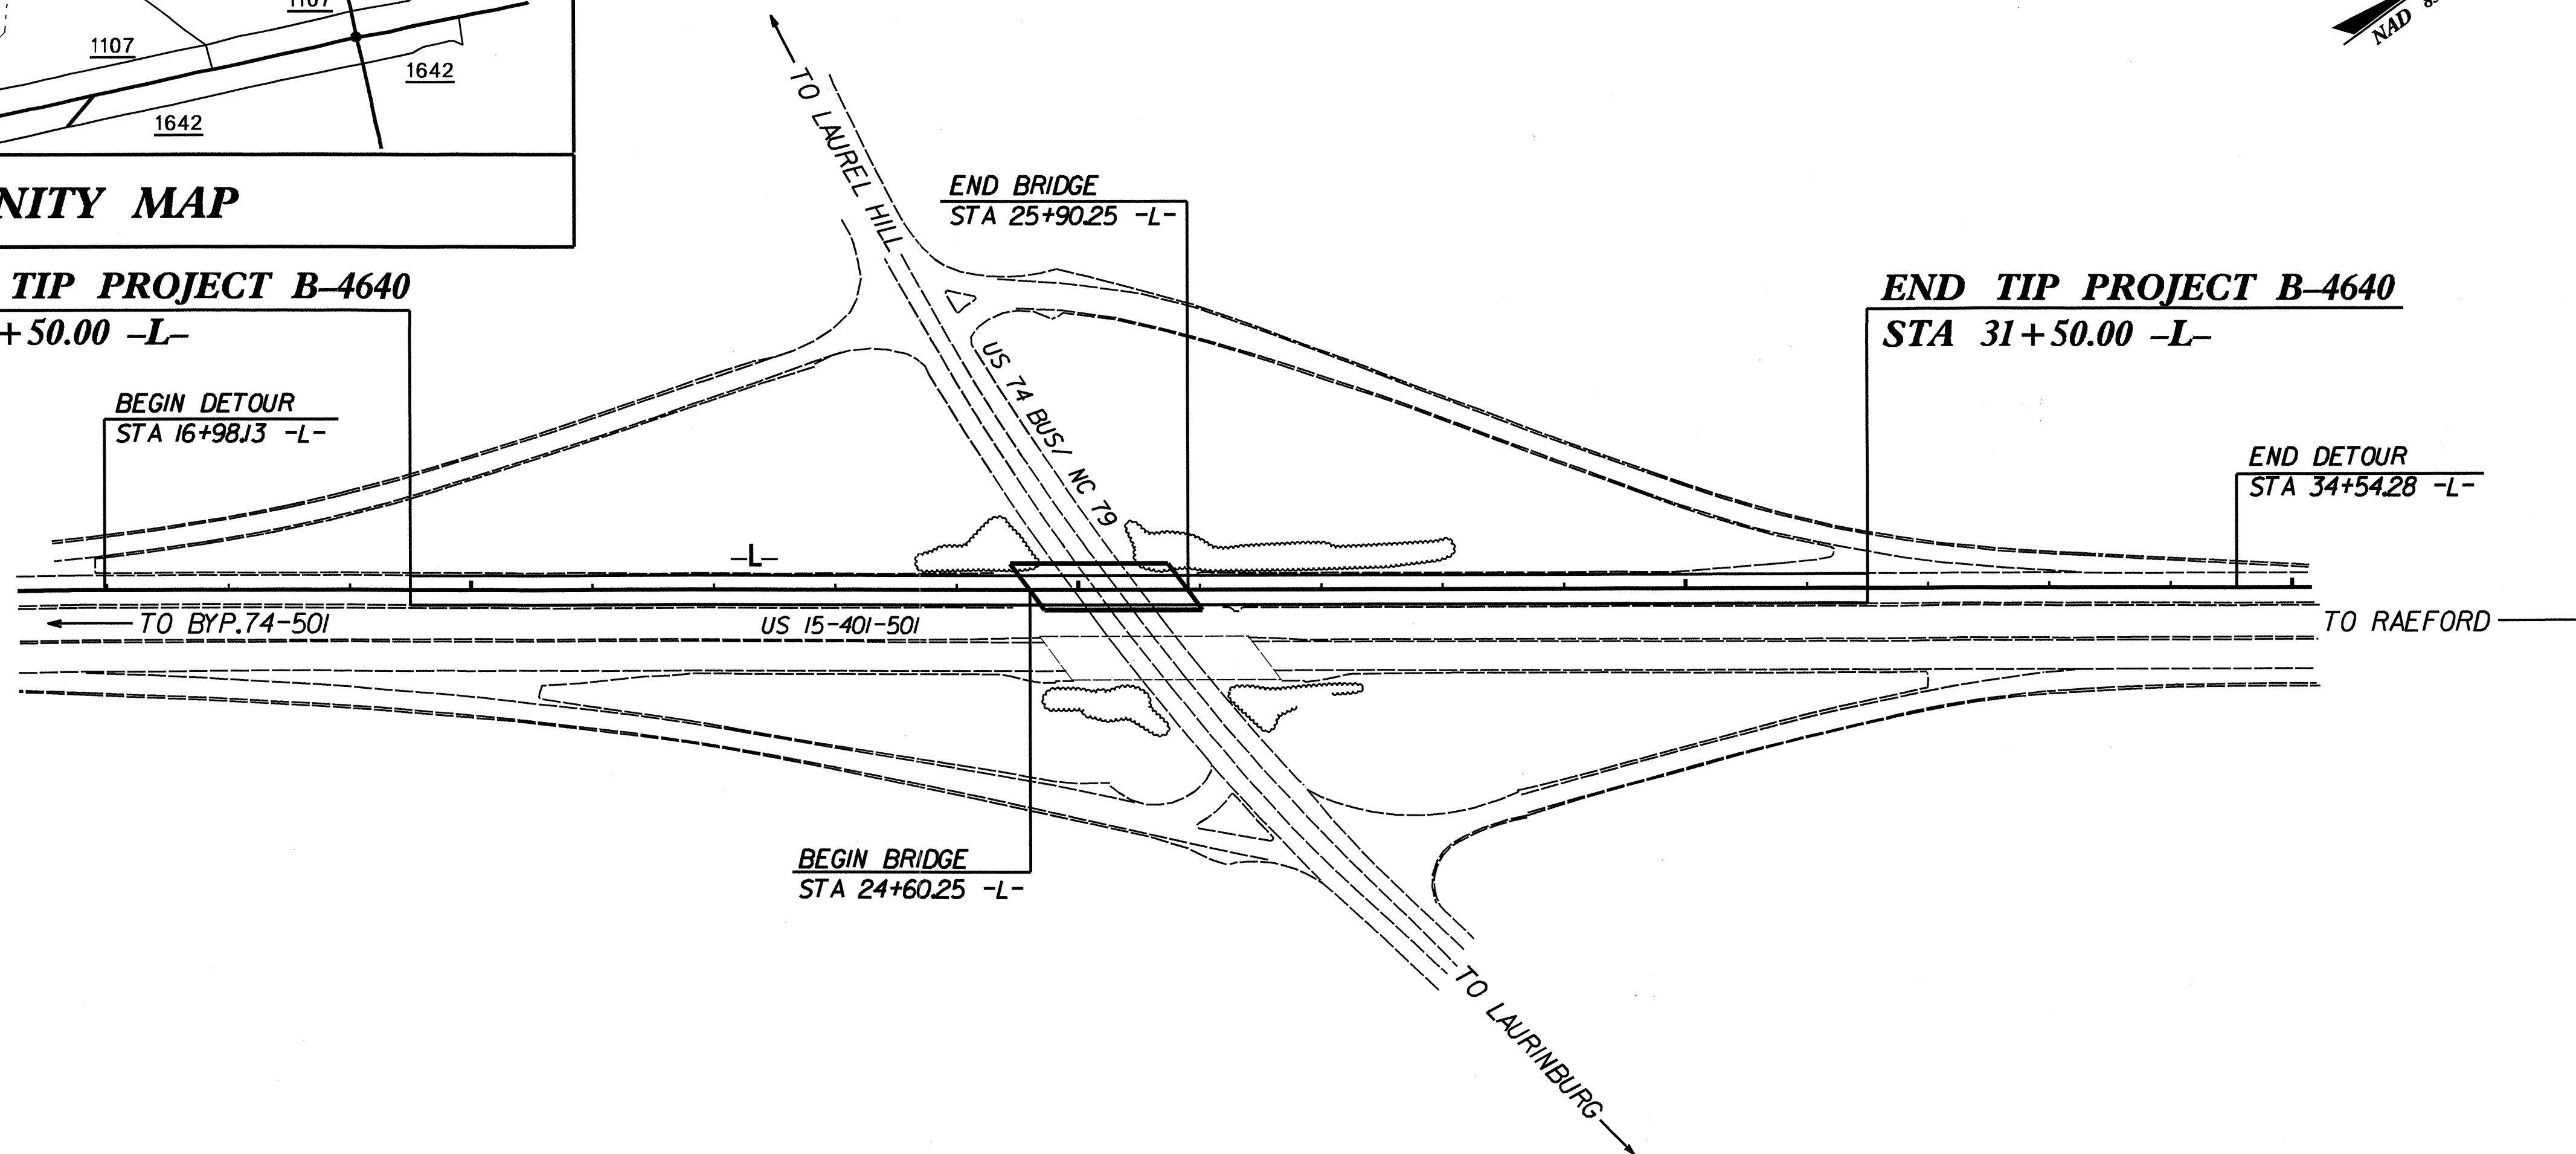 1107
1107
1642
1642
NITY MAP
NAD
TIP PROJECT B-4640
+50.00 -L-
BEGIN DETOUR
STA 16+98.13 -L-
TO LAUREL HILL
END BRIDGE
STA 25+90.25 -L-
US 74 BUS/ NC 79
END TIP PROJECT B-4640
STA 31+50.00 -L-
END DETOUR
STA 34+54.28 -L-
-L-
TO BYP.74-501
US 15-401-501
TO RAEFORD
BEGIN BRIDGE
STA 24+60.25 -L-
TO LAURINBURG